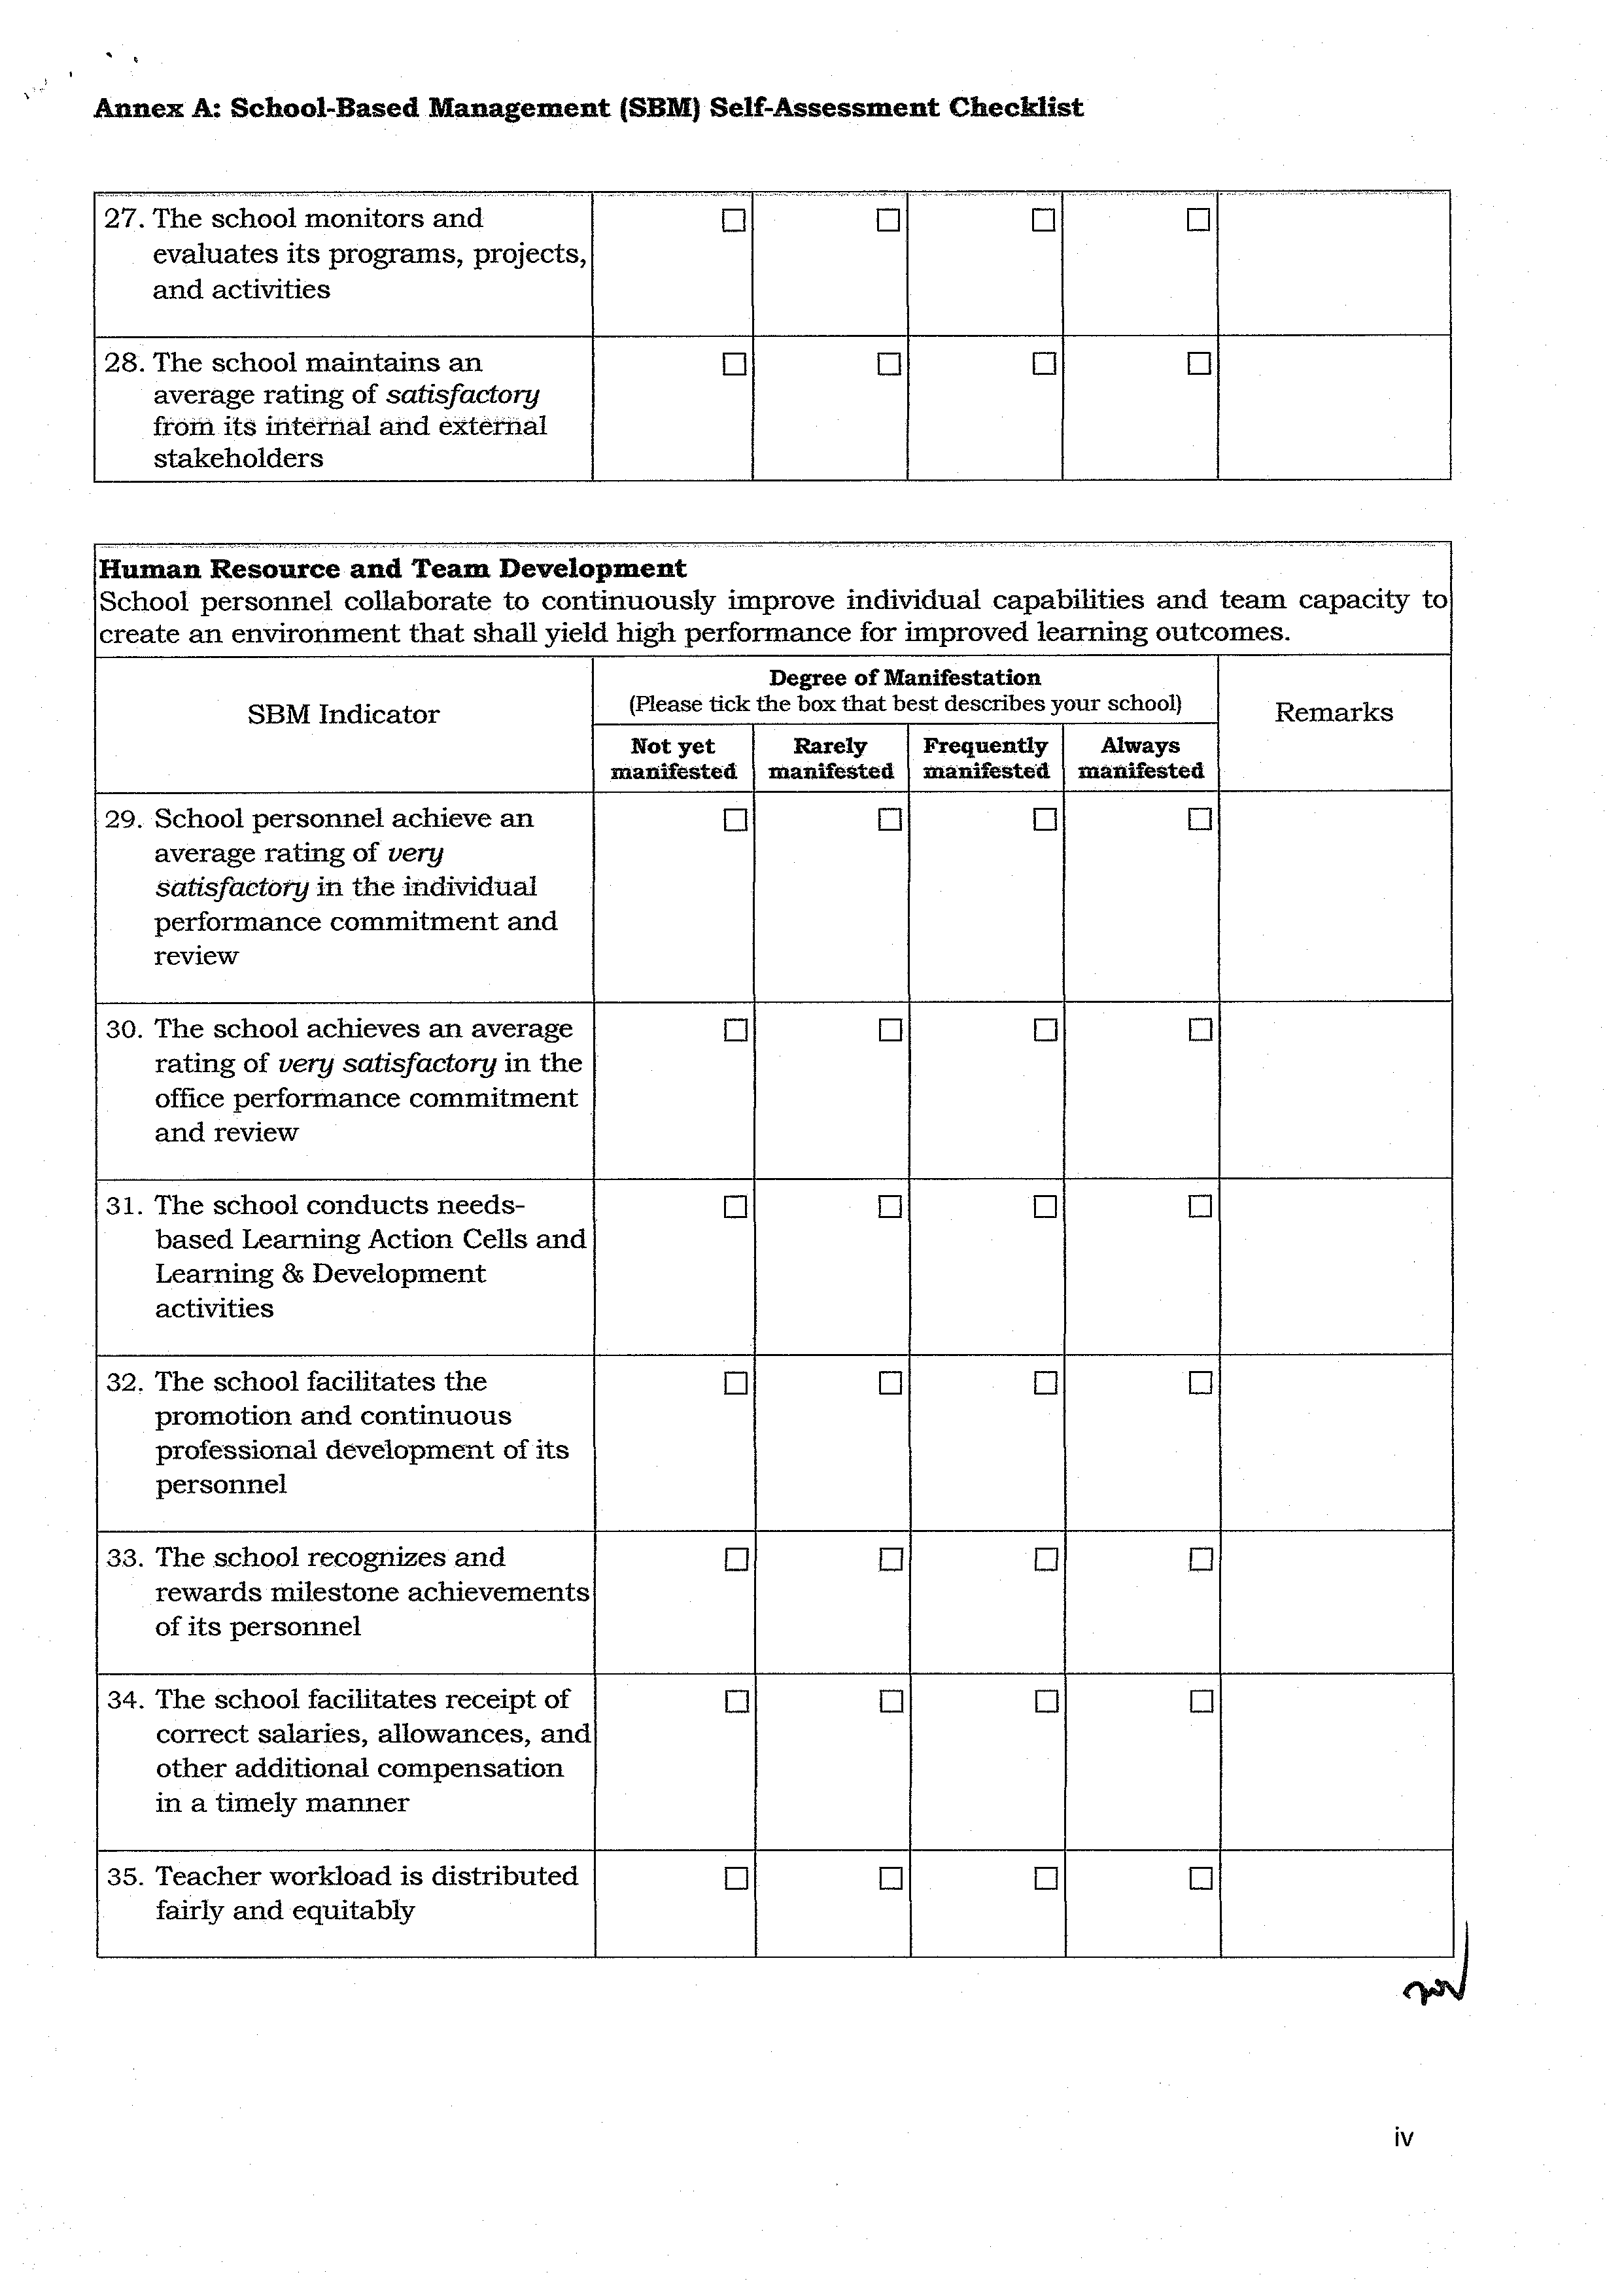 Annex A: School-Based Management (SBM) Self-Assessment Checklist
27. The school monitors and
evaluates its programs, projects,
and activities
☐ ☐ ☐ ☐
28. The school maintains an
average rating of satisfactory
from its internal and external
stakeholders
☐ ☐ ☐ ☐
Human Resource and Team Development
School personnel collaborate to continuously improve individual capabilities and team capacity to
create an environment that shall yield high performance for improved learning outcomes.
SBM Indicator
Degree of Manifestation
(Please tick the box that best describes your school)
Remarks
Not yet manifested
Rarely manifested
Frequently manifested
Always manifested
29. School personnel achieve an
average rating of very
satisfactory in the individual
performance commitment and
review
☐ ☐ ☐ ☐
30. The school achieves an average
rating of very satisfactory in the
office performance commitment
and review
☐ ☐ ☐ ☐
31. The school conducts needs-
based Learning Action Cells and
Learning & Development
activities
☐ ☐ ☐ ☐
32. The school facilitates the
promotion and continuous
professional development of its
personnel
☐ ☐ ☐ ☐
33. The school recognizes and
rewards milestone achievements
of its personnel
☐ ☐ ☐ ☐
34. The school facilitates receipt of
correct salaries, allowances, and
other additional compensation
in a timely manner
☐ ☐ ☐ ☐
35. Teacher workload is distributed
fairly and equitably
☐ ☐ ☐ ☐
iv